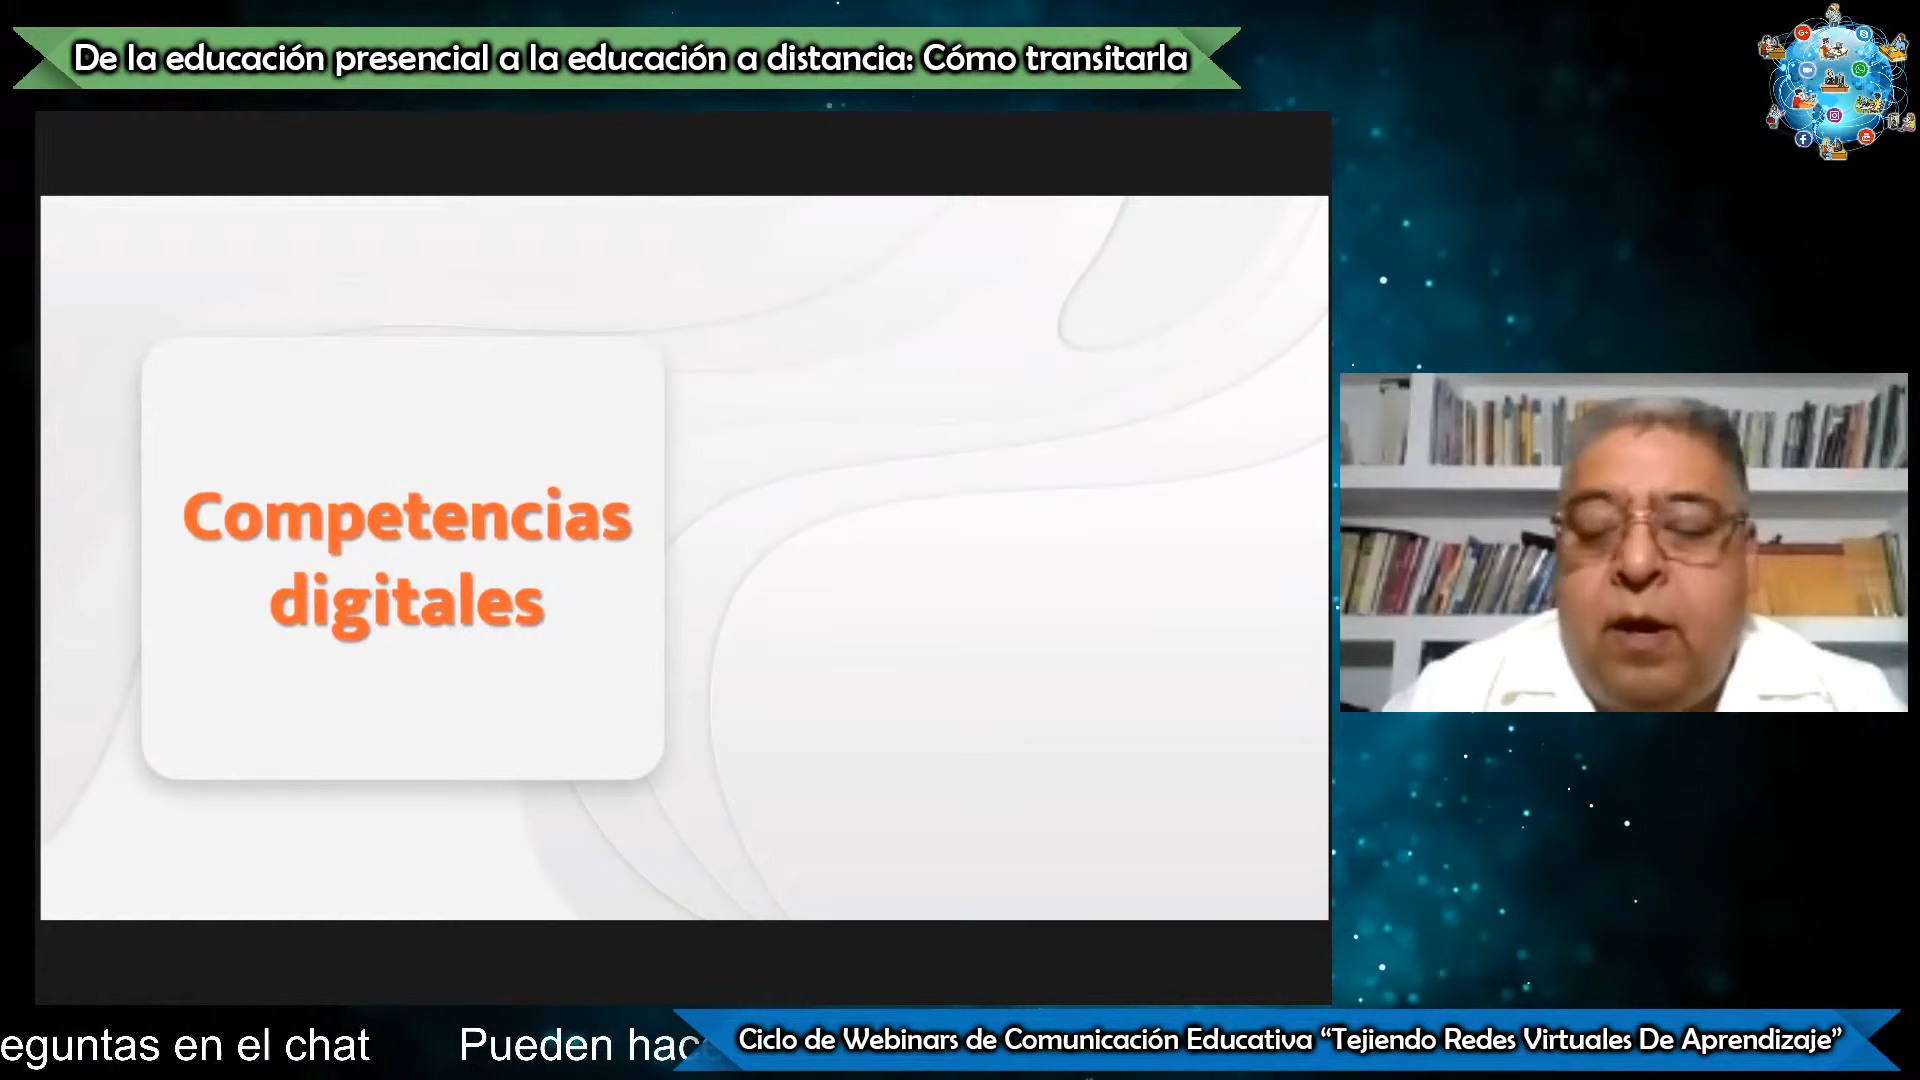 De la educación presencial a la educación a distancia: Cómo transitarla
Competencias
digitales
eguntas en el chat Pueden hac
Ciclo de Webinars de Comunicación Educativa “Tejiendo Redes Virtuales De Aprendizaje”